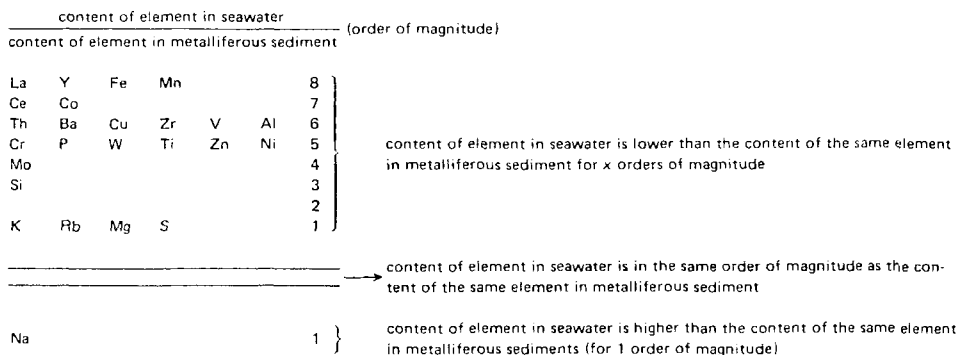 content of element in seawater
(order of magnitude)
content of element in metalliferous sediment
La Y Fe Mn 8
Ce Co 7
Th Ba Cu Zr V Al 6
Cr P W Ti Zn Ni 5
Mo 4
Si 3
2
K Rb Mg S 1
content of element in seawater is lower than the content of the same element
in metalliferous sediment for x orders of magnitude
content of element in seawater is in the same order of magnitude as the con-
tent of the same element in metalliferous sediment
Na 1
content of element in seawater is higher than the content of the same element
in metalliferous sediments (for 1 order of magnitude)